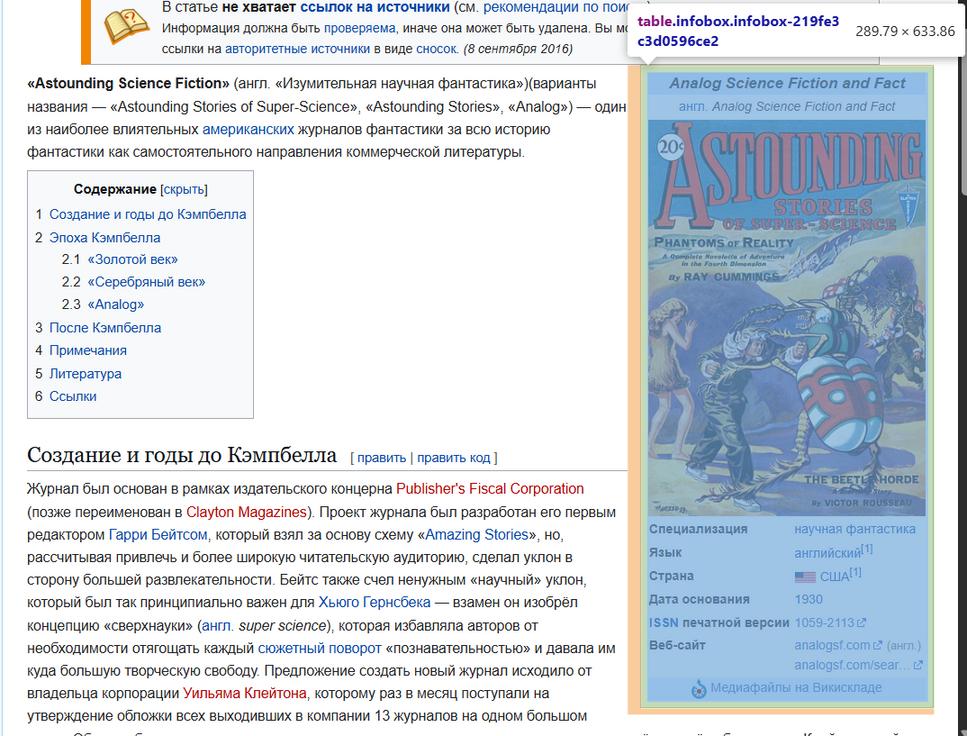 В статье не хватает ссылок на источники (см. рекомендации по
Информация должна быть проверяема, иначе она может быть удалена. Вы
ссылки на авторитетные источники в виде сносок. (8 сентября 2016)
table.infobox.infobox-219fe3
c3d0596ce2
289.79 × 633.86
«Astounding Science Fiction» (англ. «Изумительная научная фантастика»)(варианты
названия — «Astounding Stories of Super-Science», «Astounding Stories», «Analog») — один
из наиболее влиятельных американских журналов фантастики за всю историю
фантастики как самостоятельного направления коммерческой литературы.
Содержание [скрыть]
1 Создание и годы до Кэмпбелла
2 Эпоха Кэмпбелла
2.1 «Золотой век»
2.2 «Серебряный век»
2.3 «Analog»
3 После Кэмпбелла
4 Примечания
5 Литература
6 Ссылки
Создание и годы до Кэмпбелла [ править | править код ]
Журнал был основан в рамках издательского концерна Publisher's Fiscal Corporation
(позже переименован в Clayton Magazines). Проект журнала был разработан его первым
редактором Гарри Бейтсом, который взял за основу схему «Amazing Stories», но,
рассчитывая привлечь и более широкую читательскую аудиторию, сделал уклон в
сторону большей развлекательности. Бейтс также счел ненужным «научный» уклон,
который был так принципиально важен для Хьюго Гернсбека — взамен он изобрёл
концепцию «сверхнауки» (англ. super science), которая избавляла авторов от
необходимости отягощать каждый сюжетный поворот «познавательностью» и давала им
куда большую творческую свободу. Предложение создать новый журнал исходило от
владельца корпорации Уильяма Клейтона, которому раз в месяц поступали на
утверждение обложки всех выходивших в компании 13 журналов на одном большом
Analog Science Fiction and Fact
англ. Analog Science Fiction and Fact
20¢
ASTOUNDING
STORIES
OF SUPER-SCIENCE
PHANTOMS OF REALITY
A Complete Novelette of Adventure
in the Fourth Dimension
By RAY CUMMINGS
THE BEETLE HORDE
By VICTOR ROUSSEAU
Специализация научная фантастика
Язык английский[1]
Страна США[1]
Дата основания 1930
ISSN печатной версии 1059-2113
Веб-сайт analogsf.com (англ.)
analogsf.com/sear...
Медиафайлы на Викискладе